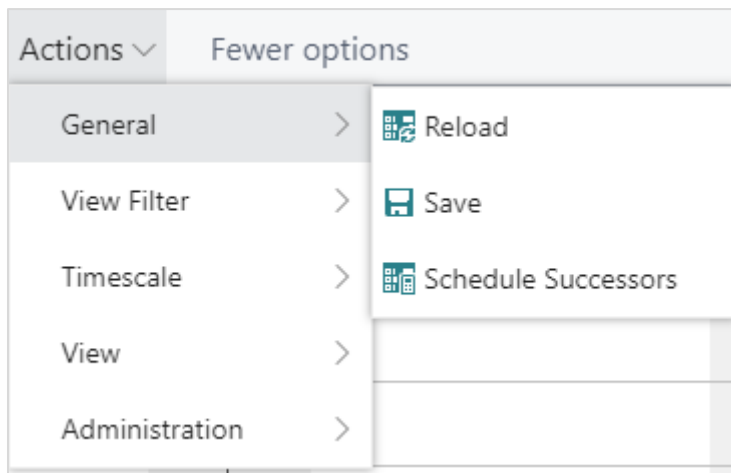 Actions Fewer options
General
Reload
View Filter
Save
Timescale
Schedule Successors
View
Administration